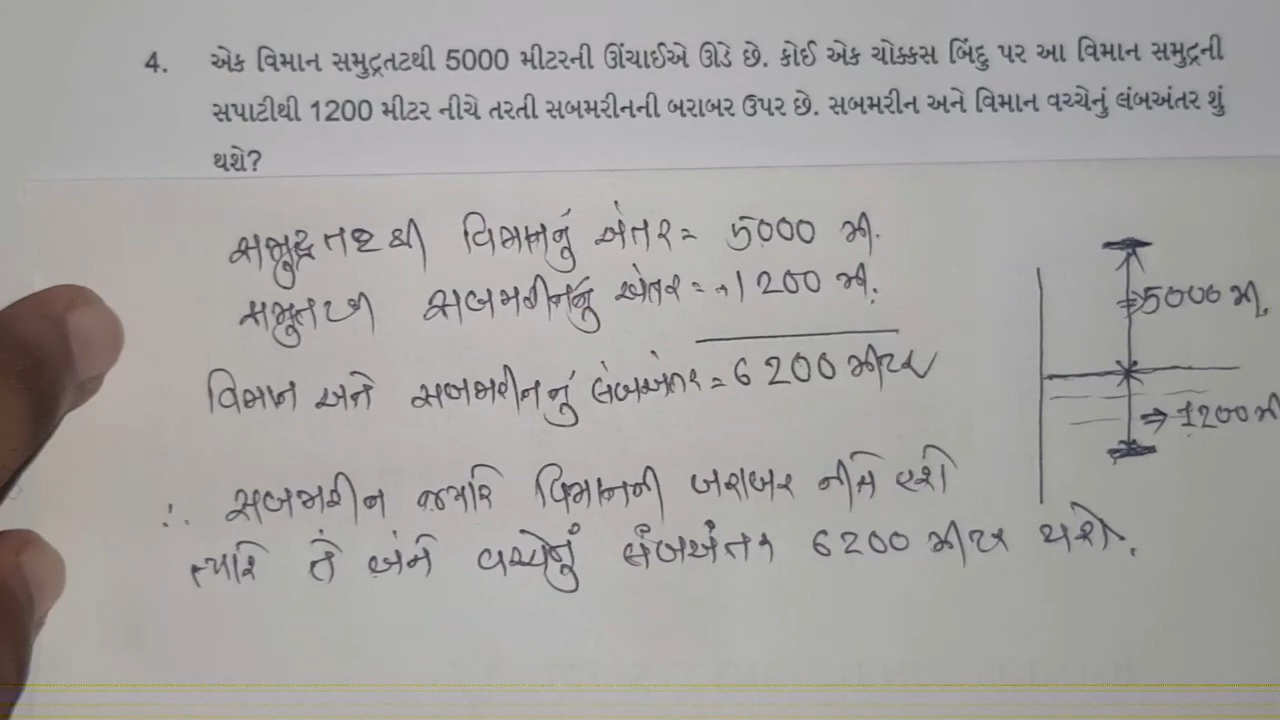 4. એક વિમાન સમુદ્રતટથી 5000 મીટરની ઊંચાઈએ ઊડે છે. કોઈ એક ચોક્કસ બિંદુ પર આ વિમાન સમુદ્રની
સપાટીથી 1200 મીટર નીચે તરતી સબમરીનની બરાબર ઉપર છે. સબમરીન અને વિમાન વચ્ચેનું લંબઅંતર શું
થશે?
સમુદ્રતટથી વિમાનનું અંતર = 5000 મી.
સબમરીનનું અંતર = + 1200 મી.
વિમાન અને સબમરીનનું લંબઅંતર = 6200 મીટર
∴ સબમરીન જ્યારે વિમાનની બરાબર નીચે હશે
ત્યારે તે બંને વચ્ચેનું લંબઅંતર 6200 મીટર થશે.
5000 મી.
⇒ 1200 મી